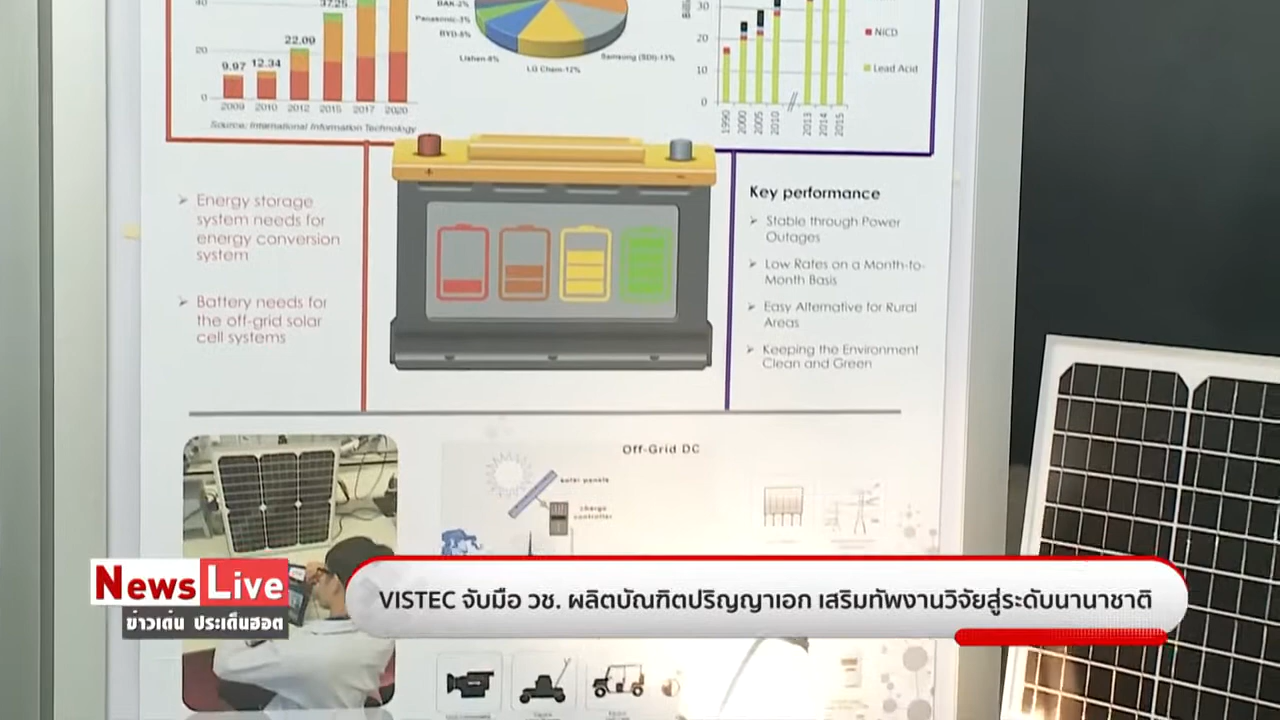 40
20
0
9.97
12.34
22.09
37.25
2009
2010
2012
2015
2017
2020
Source: International Information Technology
BAK-2%
Panasonic-3%
BYD-5%
Lishen-8%
LG Chem-12%
Samsung (SDI)-13%
30
20
10
0
1990
2000
2005
2010
2013
2014
2015
NiCD
Lead Acid
Energy storage
system needs for
energy conversion
system
Battery needs for
the off-grid solar
cell systems
+
-
Key performance
Stable through Power
Outages
Low Rates on a Month-to-
Month Basis
Easy Alternative for Rural
Areas
Keeping the Environment
Clean and Green
Off-Grid DC
solar panels
charge
controller
News Live
ข่าวเด่น ประเด็นฮอต
VISTEC จับมือ วช. ผลิตบัณฑิตปริญญาเอก เสริมทัพงานวิจัยสู่ระดับนานาชาติ